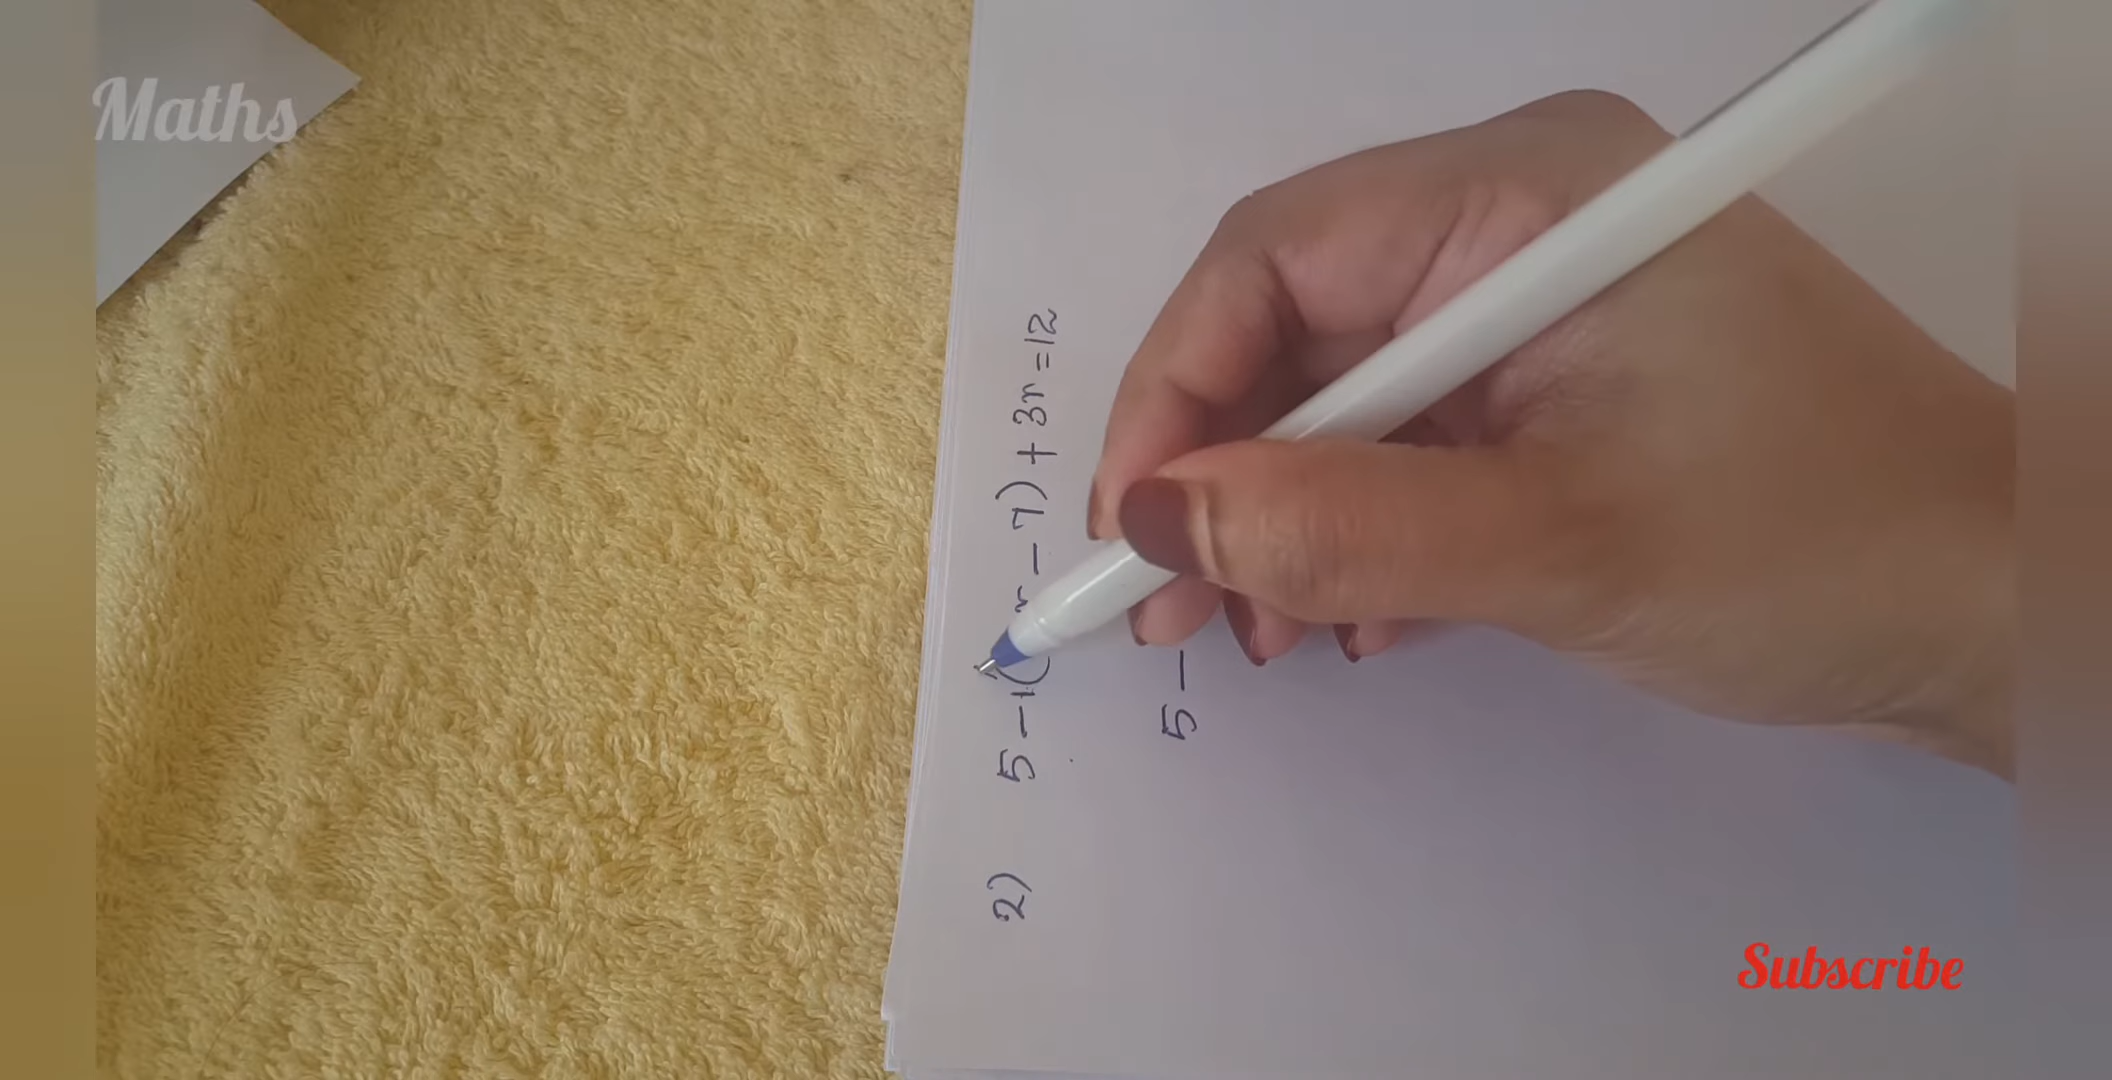 Maths
2) 5 - 1(r - 7) + 3r = 12
5 -
Subscribe